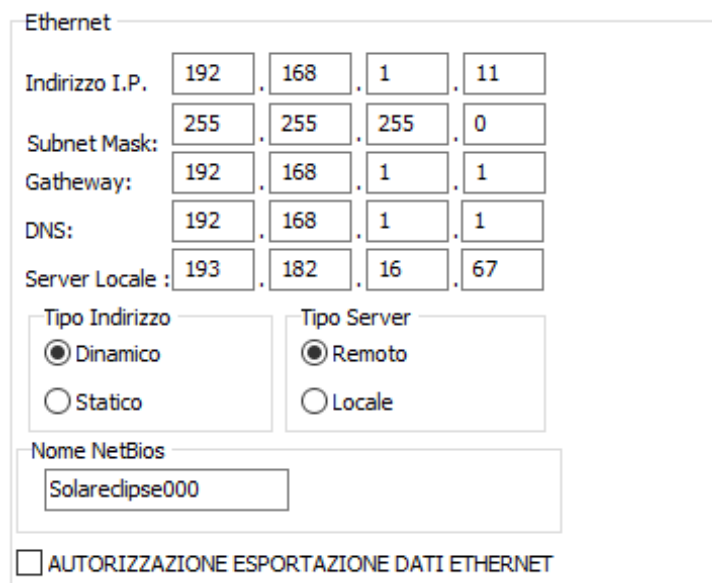 Ethernet
Indirizzo I.P. 192 . 168 . 1 . 11
Subnet Mask: 255 . 255 . 255 . 0
Gatheway: 192 . 168 . 1 . 1
DNS: 192 . 168 . 1 . 1
Server Locale : 193 . 182 . 16 . 67
Tipo Indirizzo Tipo Server
Dinamico Remoto
Statico Locale
Nome NetBios
Solareclipse000
AUTORIZZAZIONE ESPORTAZIONE DATI ETHERNET